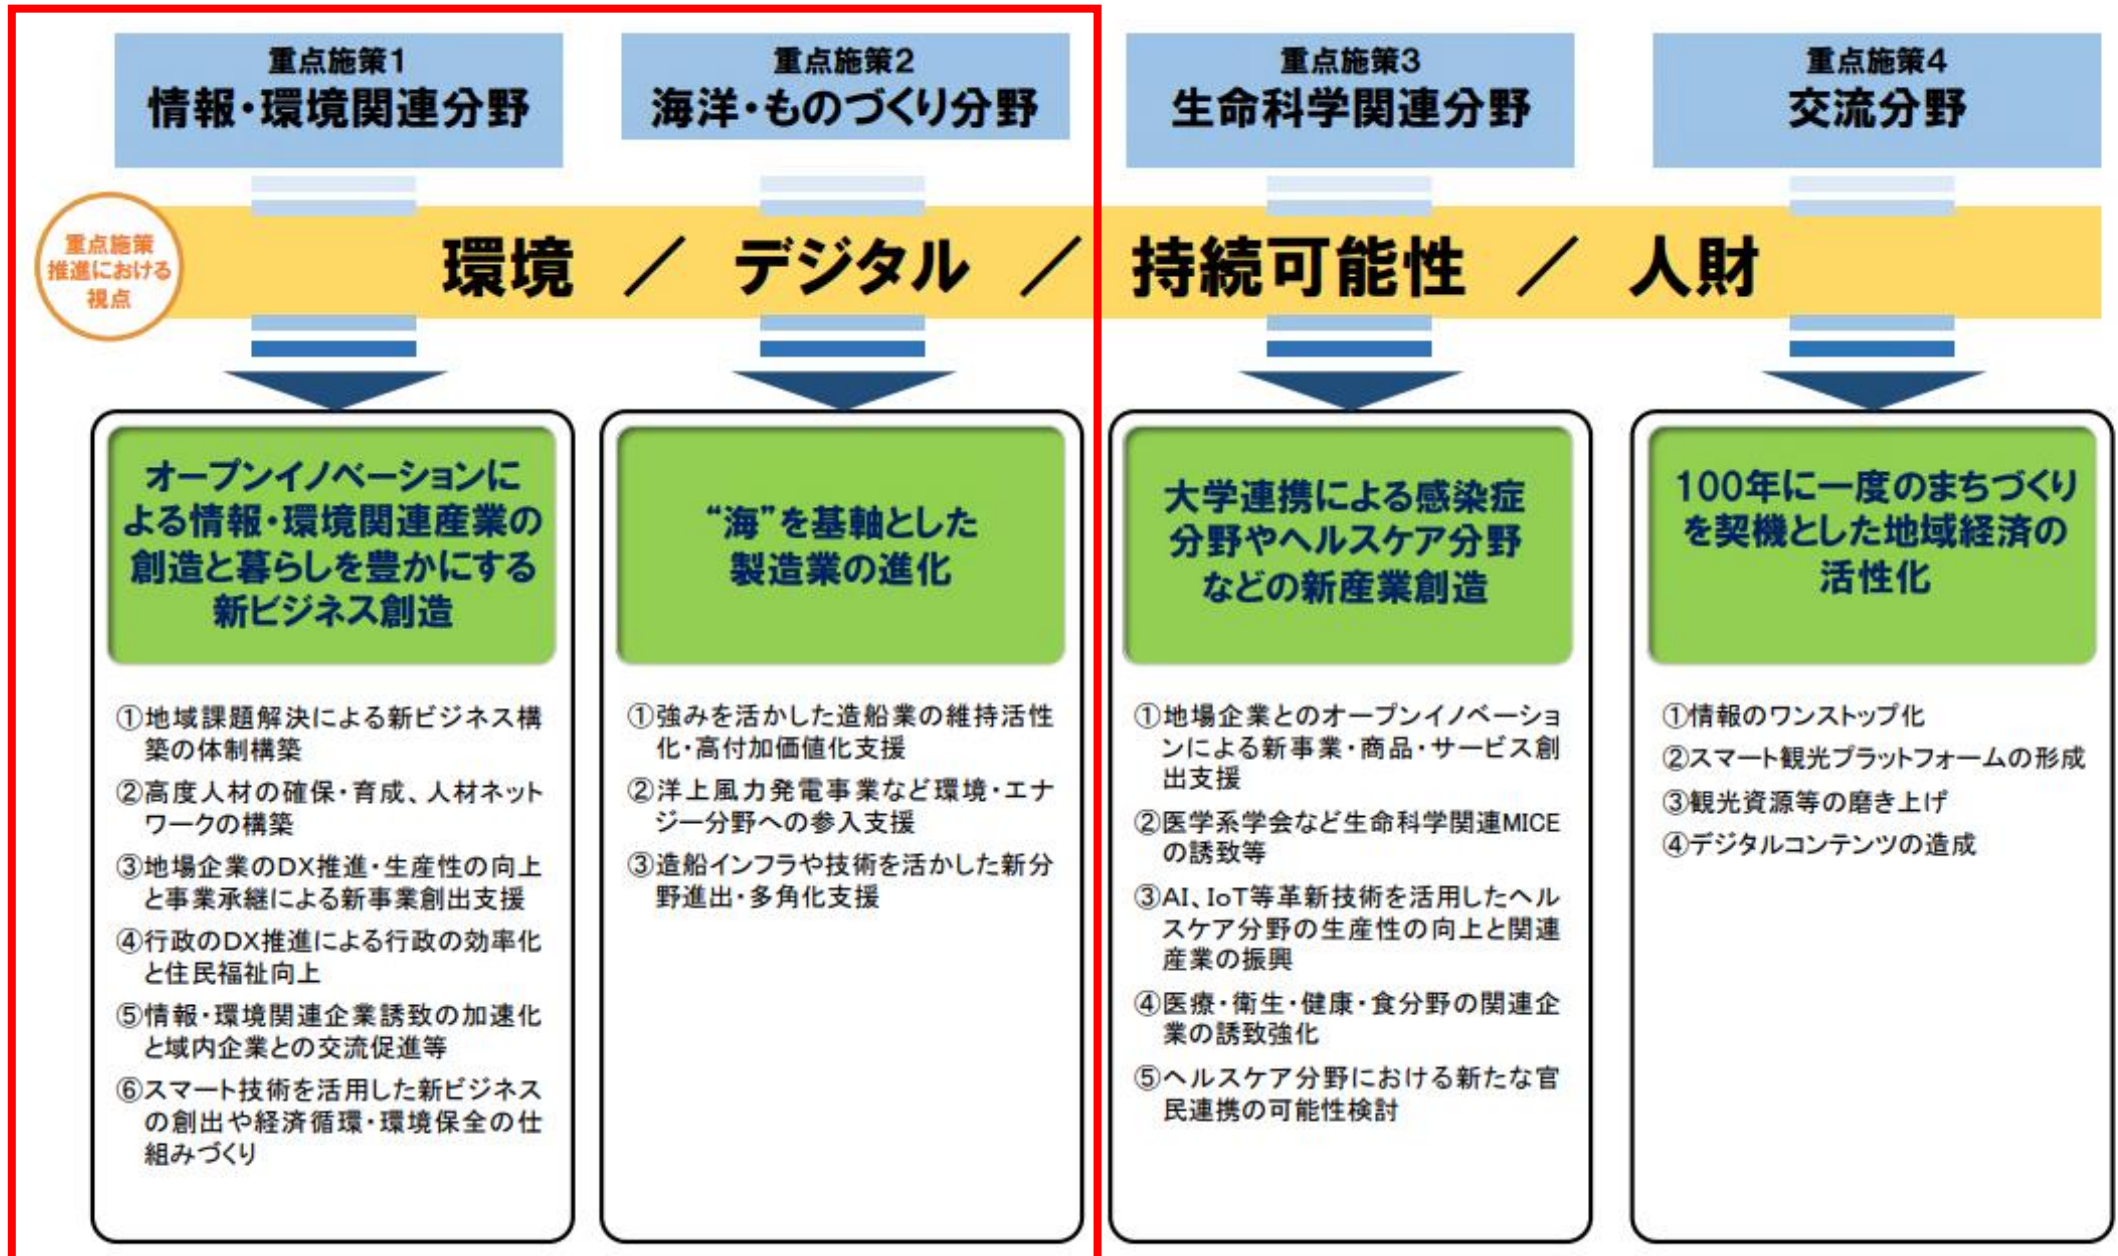 重点施策1
情報・環境関連分野
重点施策2
海洋・ものづくり分野
重点施策3
生命科学関連分野
重点施策4
交流分野
重点施策
推進における
視点
環境 ／ デジタル ／ 持続可能性 ／ 人財
オープンイノベーションに
よる情報・環境関連産業の
創造と暮らしを豊かにする
新ビジネス創造
①地域課題解決による新ビジネス構
築の体制構築
②高度人材の確保・育成、人材ネット
ワークの構築
③地場企業のDX推進・生産性の向上
と事業承継による新事業創出支援
④行政のDX推進による行政の効率化
と住民福祉向上
⑤情報・環境関連企業誘致の加速化
と域内企業との交流促進等
⑥スマート技術を活用した新ビジネス
の創出や経済循環・環境保全の仕
組みづくり
“海”を基軸とした
製造業の進化
①強みを活かした造船業の維持活性
化・高付加価値化支援
②洋上風力発電事業など環境・エナ
ジー分野への参入支援
③造船インフラや技術を活かした新分
野進出・多角化支援
大学連携による感染症
分野やヘルスケア分野
などの新産業創造
①地場企業とのオープンイノベーショ
ンによる新事業・商品・サービス創
出支援
②医学系学会など生命科学関連MICE
の誘致等
③AI、IoT等革新技術を活用したヘル
スケア分野の生産性の向上と関連
産業の振興
④医療・衛生・健康・食分野の関連企
業の誘致強化
⑤ヘルスケア分野における新たな官
民連携の可能性検討
100年に一度のまちづくり
を契機とした地域経済の
活性化
①情報のワンストップ化
②スマート観光プラットフォームの形成
③観光資源等の磨き上げ
④デジタルコンテンツの造成